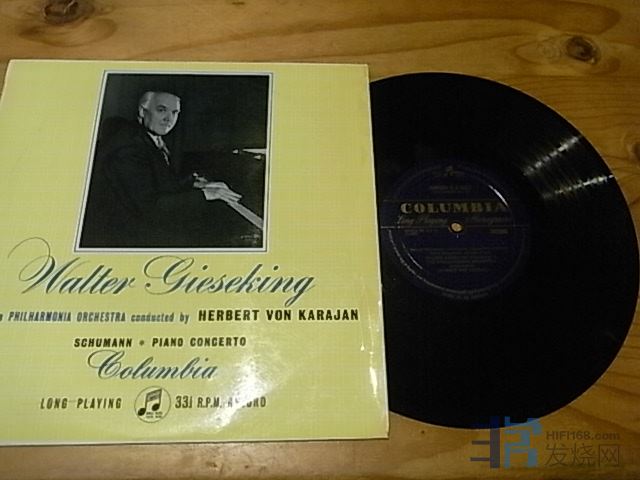 Walter Gieseking
PHILHARMONIA ORCHESTRA conducted by HERBERT VON KARAJAN
SCHUMANN • PIANO CONCERTO
Columbia
LONG PLAYING 33⅓ R.P.M. RECORD
COLUMBIA
Long Playing
HIFI168.com
发烧网